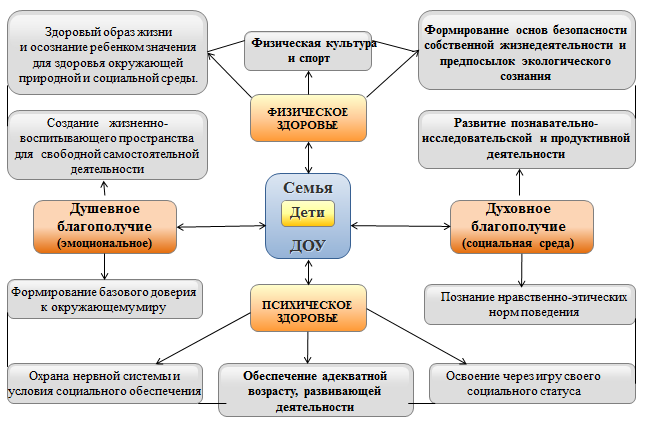 Здоровый образ жизни
и осознание ребенком значения
для здоровья окружающей
природной и социальной среды.
Физическая культура
и спорт
Формирование основ безопасности
собственной жизнедеятельности и
предпосылок экологического
сознания
ФИЗИЧЕСКОЕ
ЗДОРОВЬЕ
Создание жизненно-
воспитывающего пространства
для свободной самостоятельной
деятельности
Развитие познавательно-
исследовательской и продуктивной
деятельности
Душевное
благополучие
(эмоциональное)
Семья
Дети
ДОУ
Духовное
благополучие
(социальная среда)
Формирование базового доверия
к окружающему миру
ПСИХИЧЕСКОЕ
ЗДОРОВЬЕ
Познание нравственно-этических
норм поведения
Охрана нервной системы и
условия социального обеспечения
Обеспечение адекватной
возрасту, развивающей
деятельности
Освоение через игру своего
социального статуса